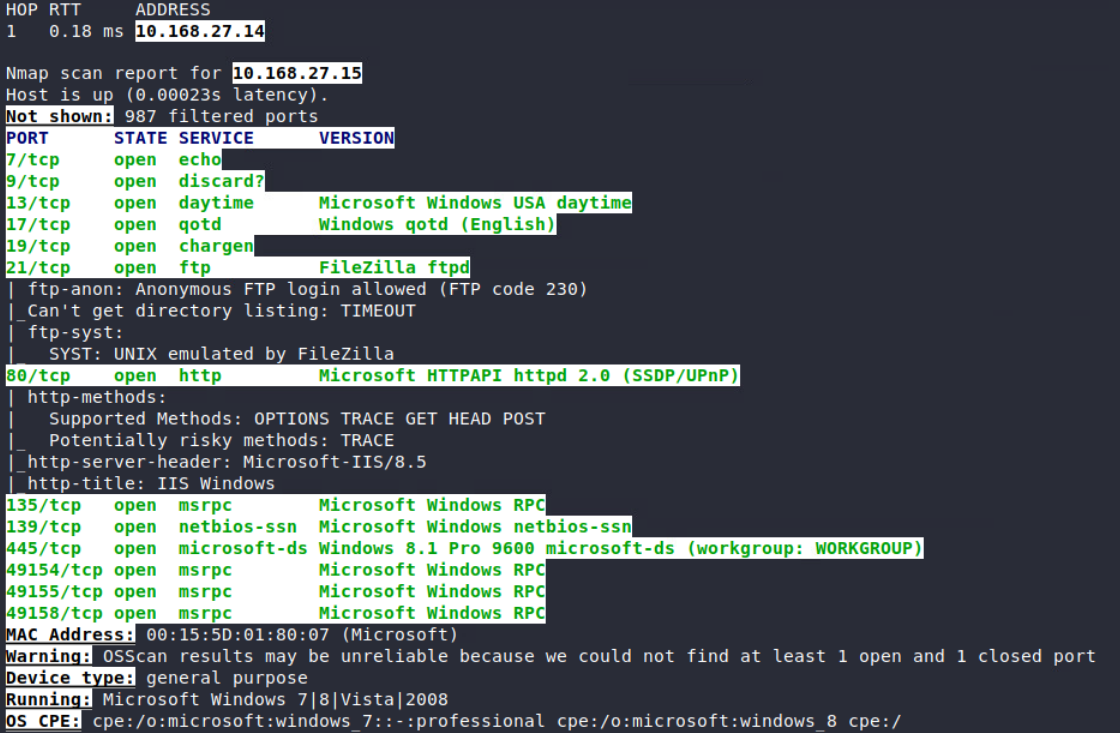 HOP RTT     ADDRESS
1   0.18 ms 10.168.27.14
Nmap scan report for 10.168.27.15
Host is up (0.00023s latency).
Not shown: 987 filtered ports
PORT      STATE SERVICE      VERSION
7/tcp     open  echo
9/tcp     open  discard?
13/tcp    open  daytime      Microsoft Windows USA daytime
17/tcp    open  qotd         Windows qotd (English)
19/tcp    open  chargen
21/tcp    open  ftp          FileZilla ftpd
| ftp-anon: Anonymous FTP login allowed (FTP code 230)
|_Can't get directory listing: TIMEOUT
| ftp-syst:
|_  SYST: UNIX emulated by FileZilla
80/tcp    open  http         Microsoft HTTPAPI httpd 2.0 (SSDP/UPnP)
| http-methods:
|   Supported Methods: OPTIONS TRACE GET HEAD POST
|_  Potentially risky methods: TRACE
|_http-server-header: Microsoft-IIS/8.5
|_http-title: IIS Windows
135/tcp   open  msrpc        Microsoft Windows RPC
139/tcp   open  netbios-ssn  Microsoft Windows netbios-ssn
445/tcp   open  microsoft-ds Windows 8.1 Pro 9600 microsoft-ds (workgroup: WORKGROUP)
49154/tcp open  msrpc        Microsoft Windows RPC
49155/tcp open  msrpc        Microsoft Windows RPC
49158/tcp open  msrpc        Microsoft Windows RPC
MAC Address: 00:15:5D:01:80:07 (Microsoft)
Warning: OSScan results may be unreliable because we could not find at least 1 open and 1 closed port
Device type: general purpose
Running: Microsoft Windows 7|8|Vista|2008
OS CPE: cpe:/o:microsoft:windows_7::-:professional cpe:/o:microsoft:windows_8 cpe:/